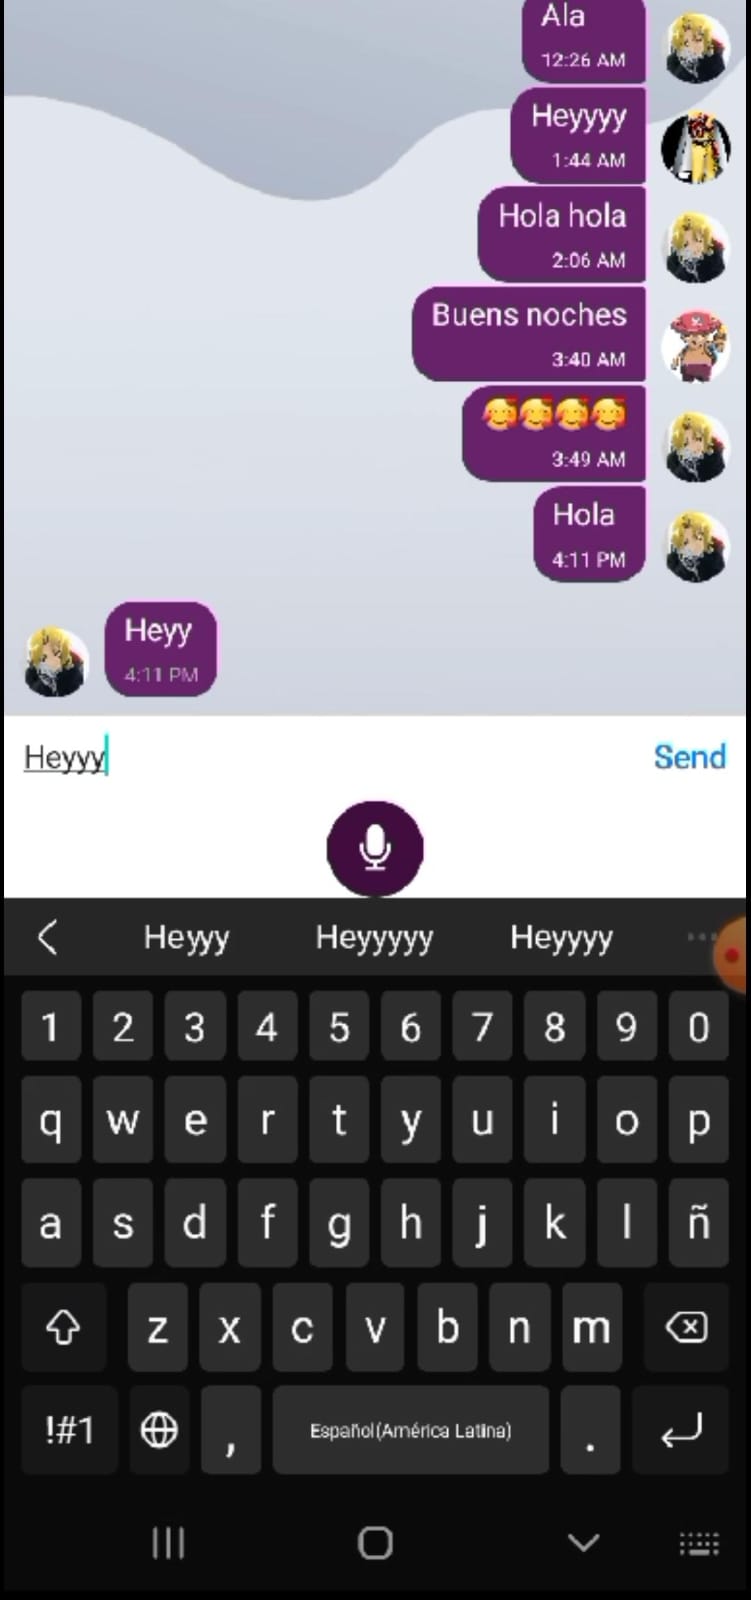 Ala
12:26 AM
Heyyyy
1:44 AM
Hola hola
2:06 AM
Buens noches
3:40 AM
🥰🥰🥰🥰
3:49 AM
Hola
4:11 PM
Heyy
4:11 PM
Heyyy
Send
Heyyy Heyyyyy Heyyyy ...
1 2 3 4 5 6 7 8 9 0
q w e r t y u i o p
a s d f g h j k l ñ
z x c v b n m
!#1 , Español(América Latina) .